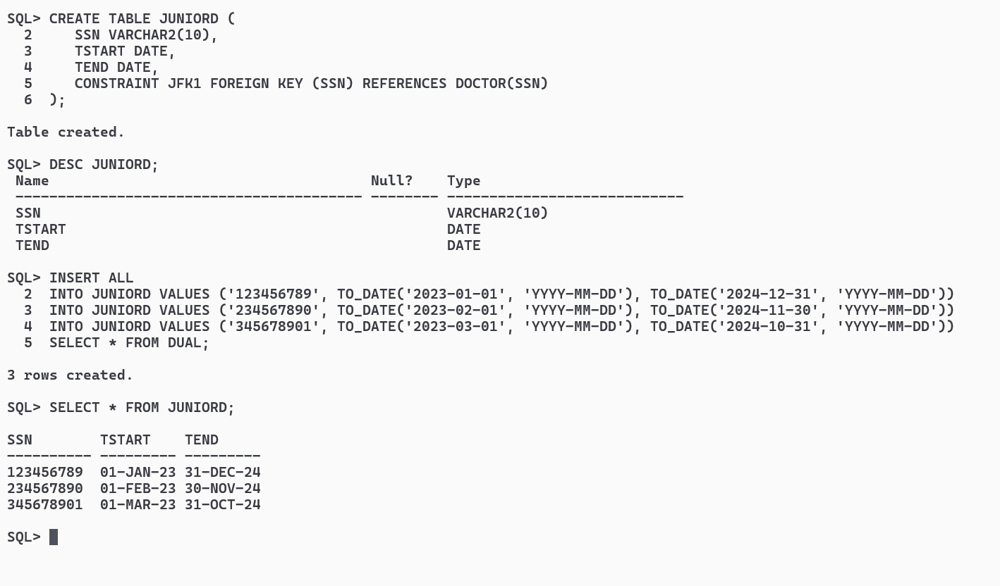 SQL> CREATE TABLE JUNIORD (
  2     SSN VARCHAR2(10),
  3     TSTART DATE,
  4     TEND DATE,
  5     CONSTRAINT JFK1 FOREIGN KEY (SSN) REFERENCES DOCTOR(SSN)
  6  );
Table created.
SQL> DESC JUNIORD;
 Name                                      Null?    Type
 ----------------------------------------- -------- ----------------------------
 SSN                                                VARCHAR2(10)
 TSTART                                             DATE
 TEND                                               DATE
SQL> INSERT ALL
  2  INTO JUNIORD VALUES ('123456789', TO_DATE('2023-01-01', 'YYYY-MM-DD'), TO_DATE('2024-12-31', 'YYYY-MM-DD'))
  3  INTO JUNIORD VALUES ('234567890', TO_DATE('2023-02-01', 'YYYY-MM-DD'), TO_DATE('2024-11-30', 'YYYY-MM-DD'))
  4  INTO JUNIORD VALUES ('345678901', TO_DATE('2023-03-01', 'YYYY-MM-DD'), TO_DATE('2024-10-31', 'YYYY-MM-DD'))
  5  SELECT * FROM DUAL;
3 rows created.
SQL> SELECT * FROM JUNIORD;
SSN        TSTART    TEND
---------- --------- ---------
123456789  01-JAN-23 31-DEC-24
234567890  01-FEB-23 30-NOV-24
345678901  01-MAR-23 31-OCT-24
SQL>